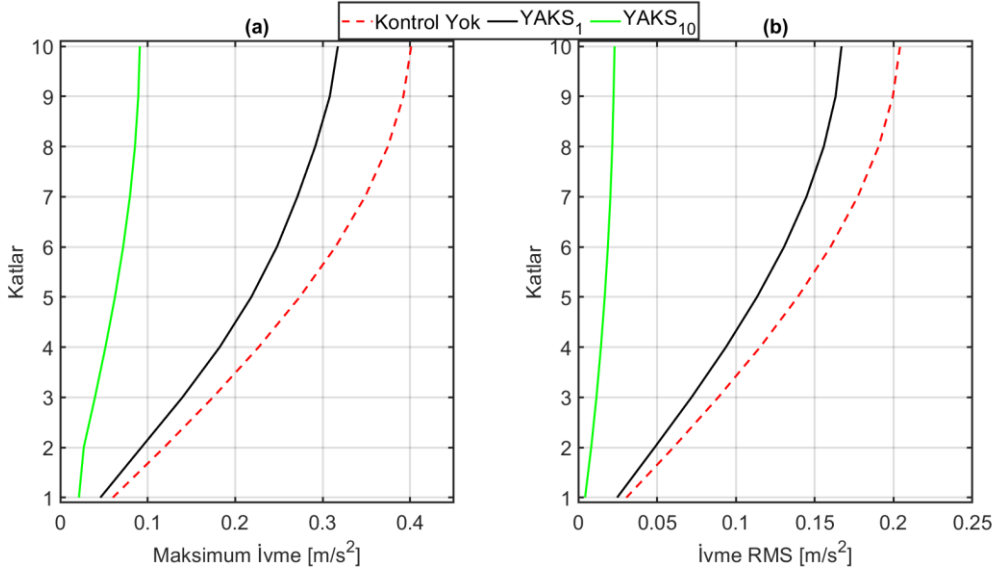 Kontrol Yok YAKS₁ YAKS₁₀
(a)
10
9
8
7
6
5
4
3
2
1
Katlar
0 0.1 0.2 0.3 0.4
Maksimum İvme [m/s²]
(b)
10
9
8
7
6
5
4
3
2
1
Katlar
0 0.05 0.1 0.15 0.2 0.25
İvme RMS [m/s²]